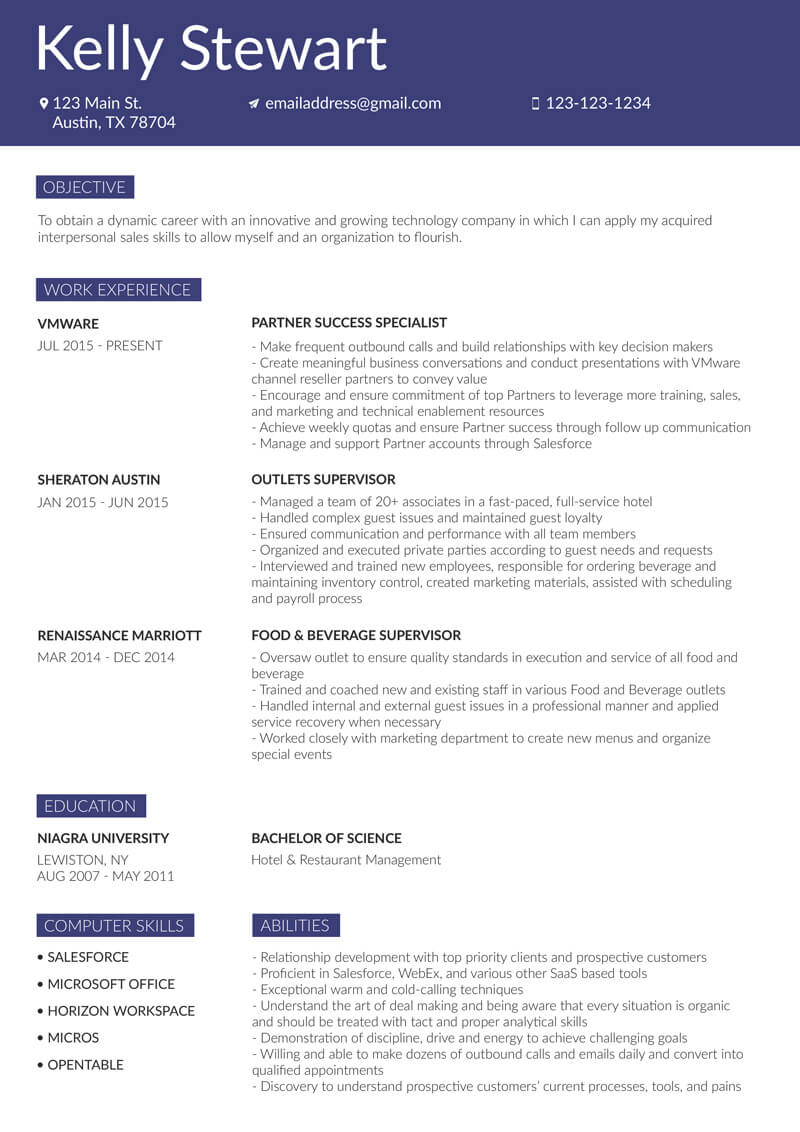 Kelly Stewart
123 Main St.
Austin, TX 78704
emailaddress@gmail.com
123-123-1234
OBJECTIVE
To obtain a dynamic career with an innovative and growing technology company in which I can apply my acquired
interpersonal sales skills to allow myself and an organization to flourish.
WORK EXPERIENCE
VMWARE
JUL 2015 - PRESENT
PARTNER SUCCESS SPECIALIST
- Make frequent outbound calls and build relationships with key decision makers
- Create meaningful business conversations and conduct presentations with VMware
channel reseller partners to convey value
- Encourage and ensure commitment of top Partners to leverage more training, sales,
and marketing and technical enablement resources
- Achieve weekly quotas and ensure Partner success through follow up communication
- Manage and support Partner accounts through Salesforce
SHERATON AUSTIN
JAN 2015 - JUN 2015
OUTLETS SUPERVISOR
- Managed a team of 20+ associates in a fast-paced, full-service hotel
- Handled complex guest issues and maintained guest loyalty
- Ensured communication and performance with all team members
- Organized and executed private parties according to guest needs and requests
- Interviewed and trained new employees, responsible for ordering beverage and
maintaining inventory control, created marketing materials, assisted with scheduling
and payroll process
RENAISSANCE MARRIOTT
MAR 2014 - DEC 2014
FOOD & BEVERAGE SUPERVISOR
- Oversaw outlet to ensure quality standards in execution and service of all food and
beverage
- Trained and coached new and existing staff in various Food and Beverage outlets
- Handled internal and external guest issues in a professional manner and applied
service recovery when necessary
- Worked closely with marketing department to create new menus and organize
special events
EDUCATION
NIAGRA UNIVERSITY
LEWISTON, NY
AUG 2007 - MAY 2011
BACHELOR OF SCIENCE
Hotel & Restaurant Management
COMPUTER SKILLS
• SALESFORCE
• MICROSOFT OFFICE
• HORIZON WORKSPACE
• MICROS
• OPENTABLE
ABILITIES
- Relationship development with top priority clients and prospective customers
- Proficient in Salesforce, WebEx, and various other SaaS based tools
- Exceptional warm and cold-calling techniques
- Understand the art of deal making and being aware that every situation is organic
and should be treated with tact and proper analytical skills
- Demonstration of discipline, drive and energy to achieve challenging goals
- Willing and able to make dozens of outbound calls and emails daily and convert into
qualified appointments
- Discovery to understand prospective customers’ current processes, tools, and pains